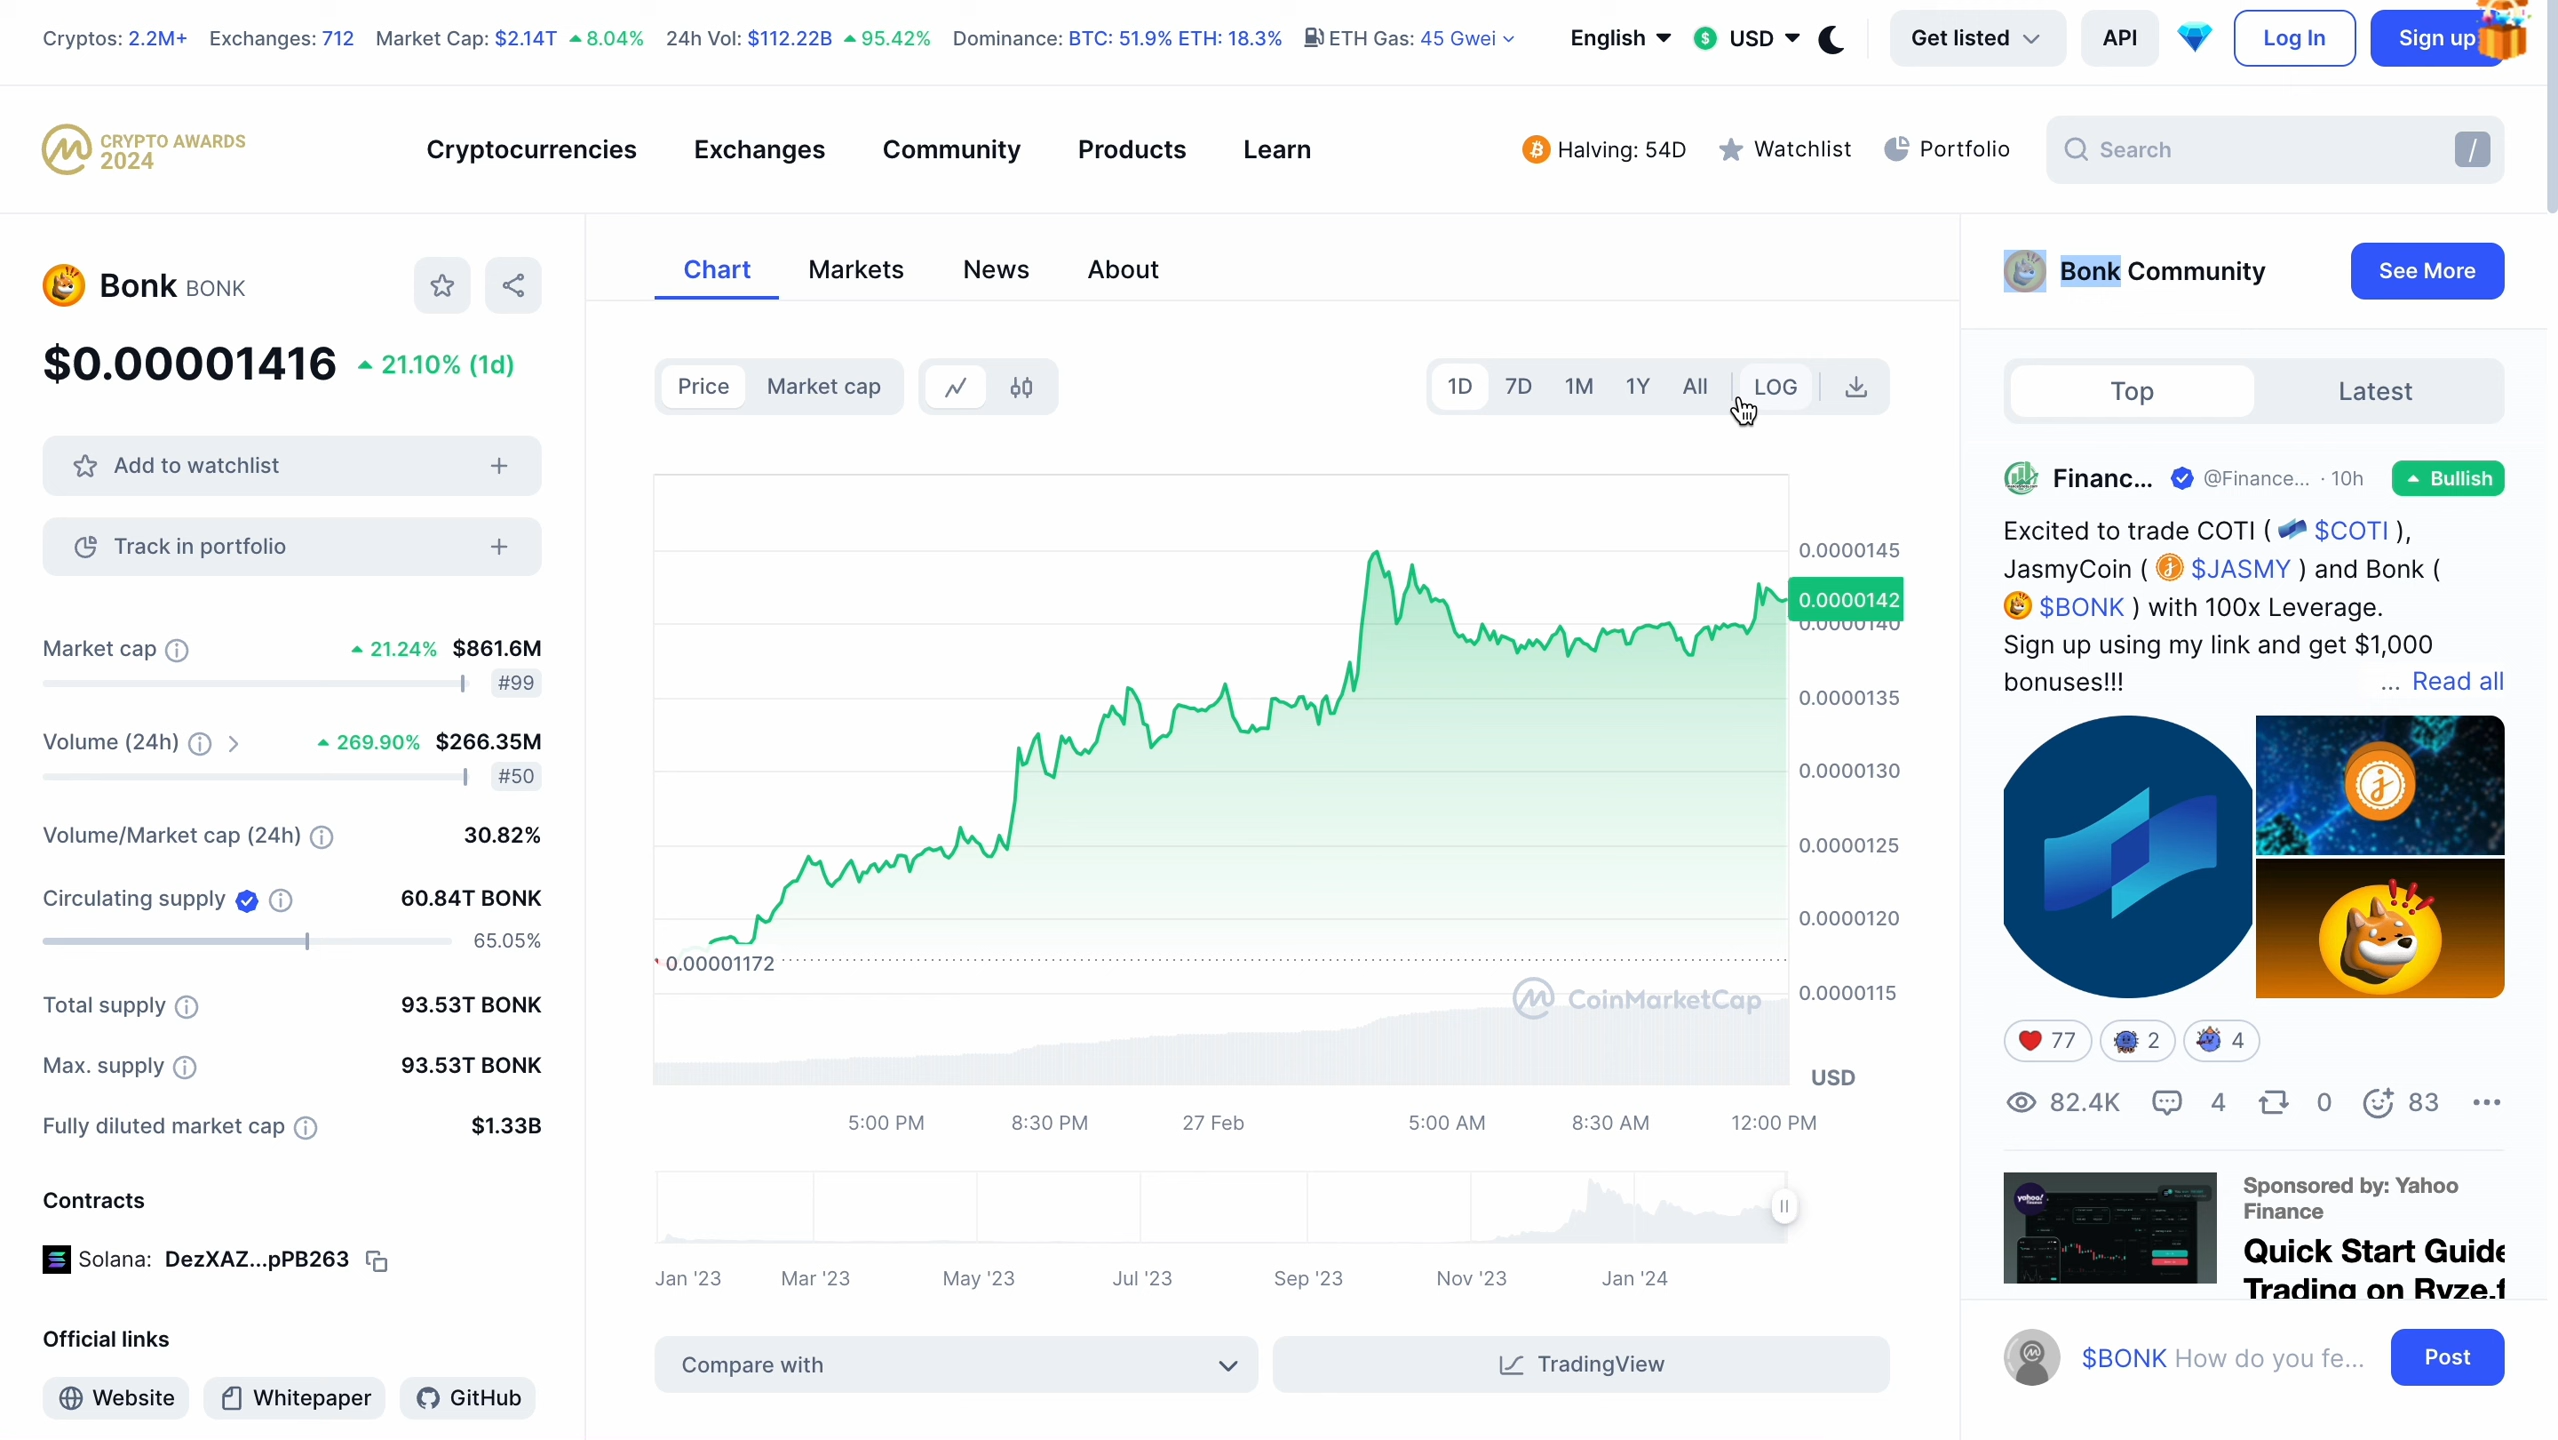 Cryptos: 2.2M+ Exchanges: 712 Market Cap: $2.14T 8.04% 24h Vol: $112.22B 95.42% Dominance: BTC: 51.9% ETH: 18.3% ETH Gas: 45 Gwei English USD Get listed API Log In Sign up
CRYPTO AWARDS
2024
Cryptocurrencies Exchanges Community Products Learn Halving: 54D Watchlist Portfolio Search /
Bonk BONK
$0.00001416 21.10% (1d)
Add to watchlist +
Track in portfolio +
Market cap 21.24% $861.6M
#99
Volume (24h) 269.90% $266.35M
#50
Volume/Market cap (24h) 30.82%
Circulating supply 60.84T BONK
65.05%
Total supply 93.53T BONK
Max. supply 93.53T BONK
Fully diluted market cap $1.33B
Contracts
Solana: DezXAZ...pPB263
Official links
Website Whitepaper GitHub
Chart Markets News About
Price Market cap 1D 7D 1M 1Y All LOG
0.0000145
0.0000142
0.0000140
0.0000135
0.0000130
0.0000125
0.0000120
0.00001172
0.0000115
CoinMarketCap
USD
5:00 PM 8:30 PM 27 Feb 5:00 AM 8:30 AM 12:00 PM
Jan '23 Mar '23 May '23 Jul '23 Sep '23 Nov '23 Jan '24
Compare with TradingView
Bonk Community See More
Top Latest
Financ... @Finance... · 10h Bullish
Excited to trade COTI ( $COTI ),
JasmyCoin ( $JASMY ) and Bonk (
$BONK ) with 100x Leverage.
Sign up using my link and get $1,000
bonuses!!! ... Read all
77 2 4
82.4K 4 0 83
yahoo!
Sponsored by: Yahoo
Finance
Quick Start Guide
Trading on Ryze.f
$BONK How do you fe... Post